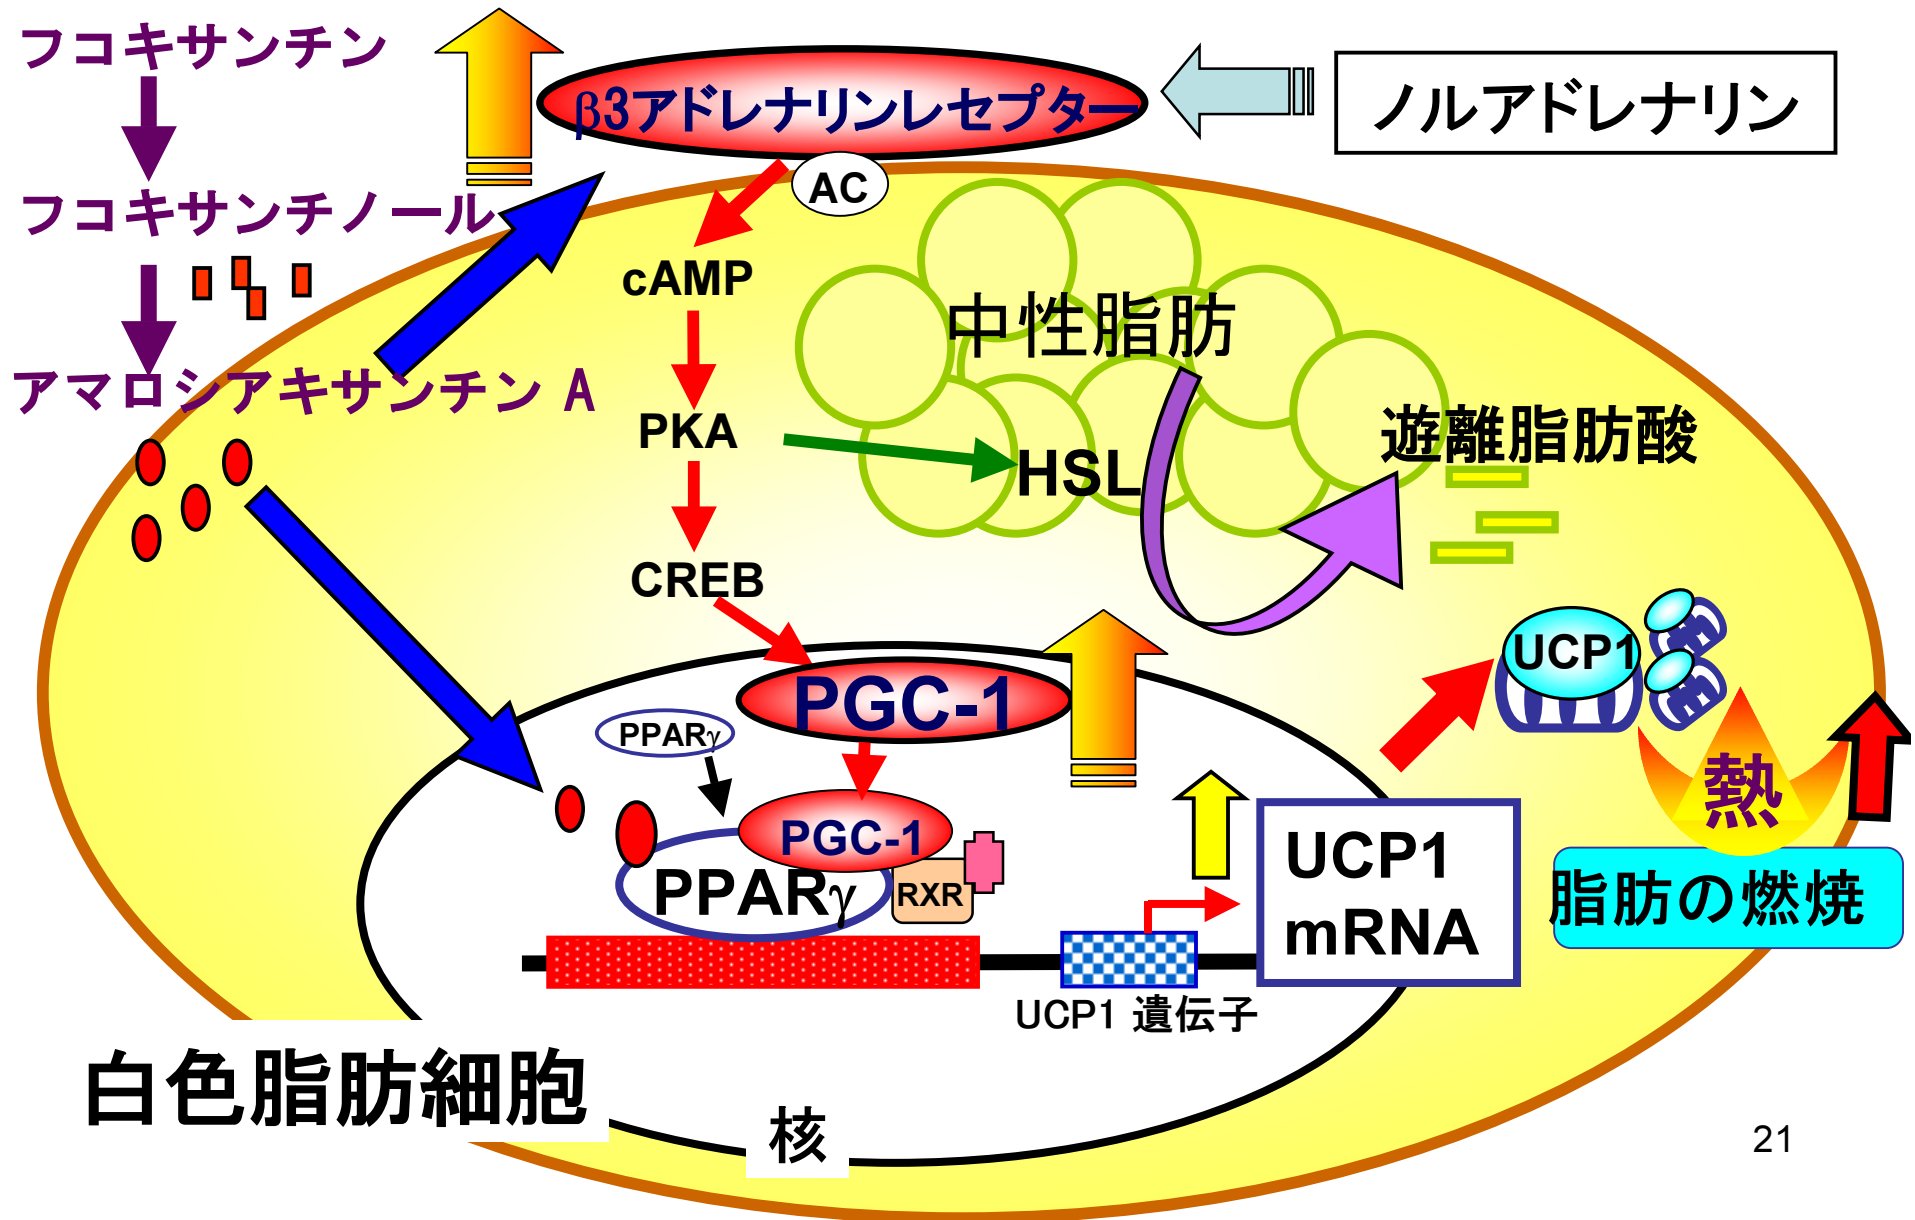 フコキサンチン
β3アドレナリンレセプター
ノルアドレナリン
AC
フコキサンチノール
cAMP
中性脂肪
アマロシアキサンチン A
PKA
HSL
遊離脂肪酸
CREB
UCP1
PGC-1
PPARγ
熱
PGC-1
PPARγ
RXR
UCP1
mRNA
脂肪の燃焼
UCP1 遺伝子
白色脂肪細胞
核
21